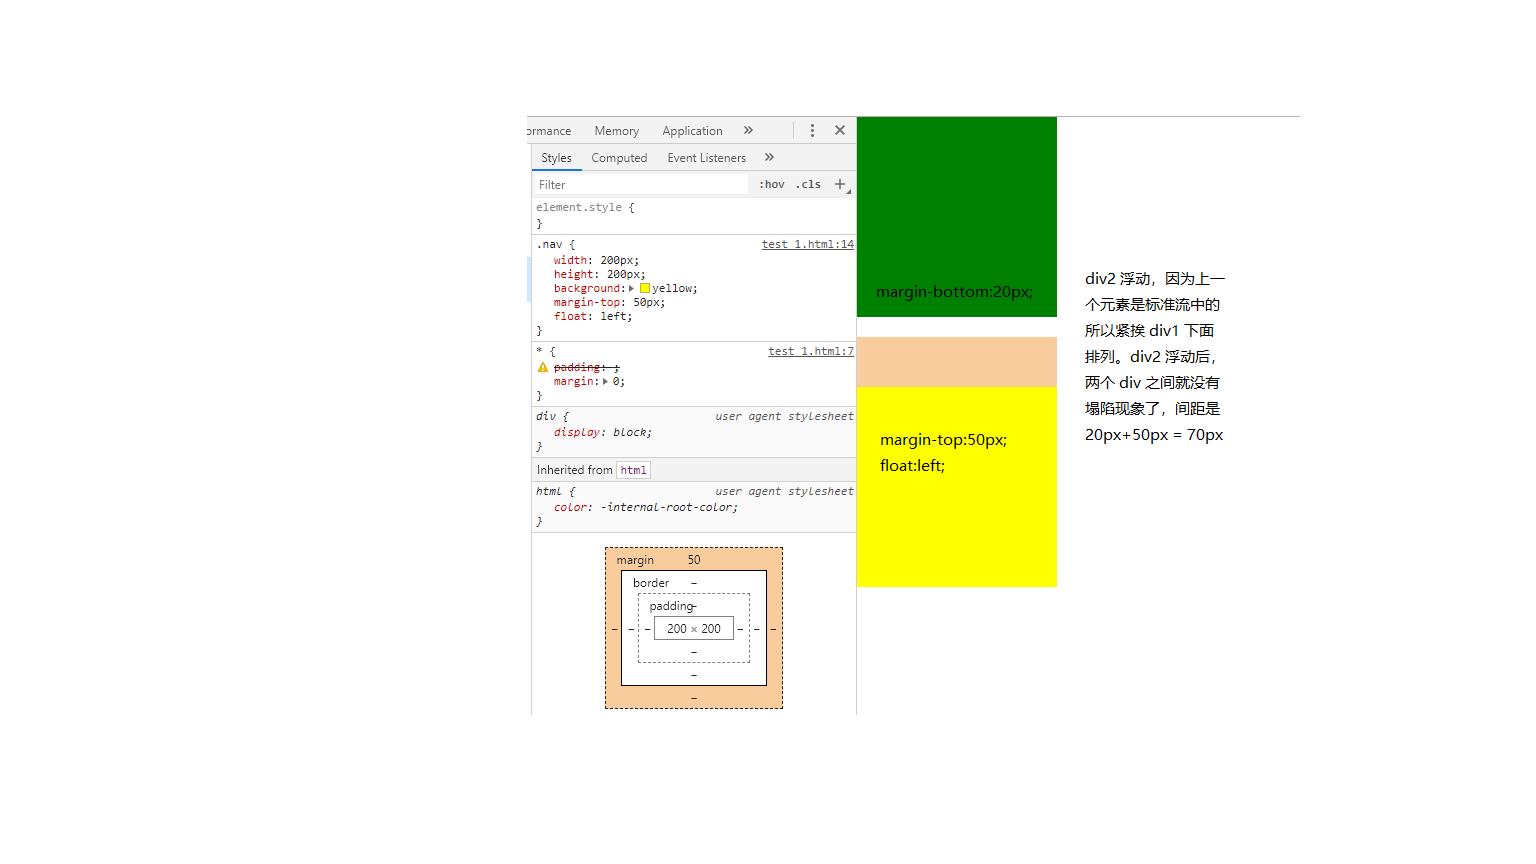 ormance Memory Application »
Styles Computed Event Listeners »
Filter :hov .cls +
element.style {
}
.nav { test 1.html:14
width: 200px;
height: 200px;
background: yellow;
margin-top: 50px;
float: left;
}
* { test 1.html:7
padding: ;
margin: 0;
}
div { user agent stylesheet
display: block;
}
Inherited from html
html { user agent stylesheet
color: -internal-root-color;
}
margin 50
border –
padding –
– – – 200 × 200 – – –
–
–
–
margin-bottom:20px;
margin-top:50px;
float:left;
div2 浮动，因为上一
个元素是标准流中的
所以紧挨 div1 下面
排列。div2 浮动后，
两个 div 之间就没有
塌陷现象了，间距是
20px+50px = 70px